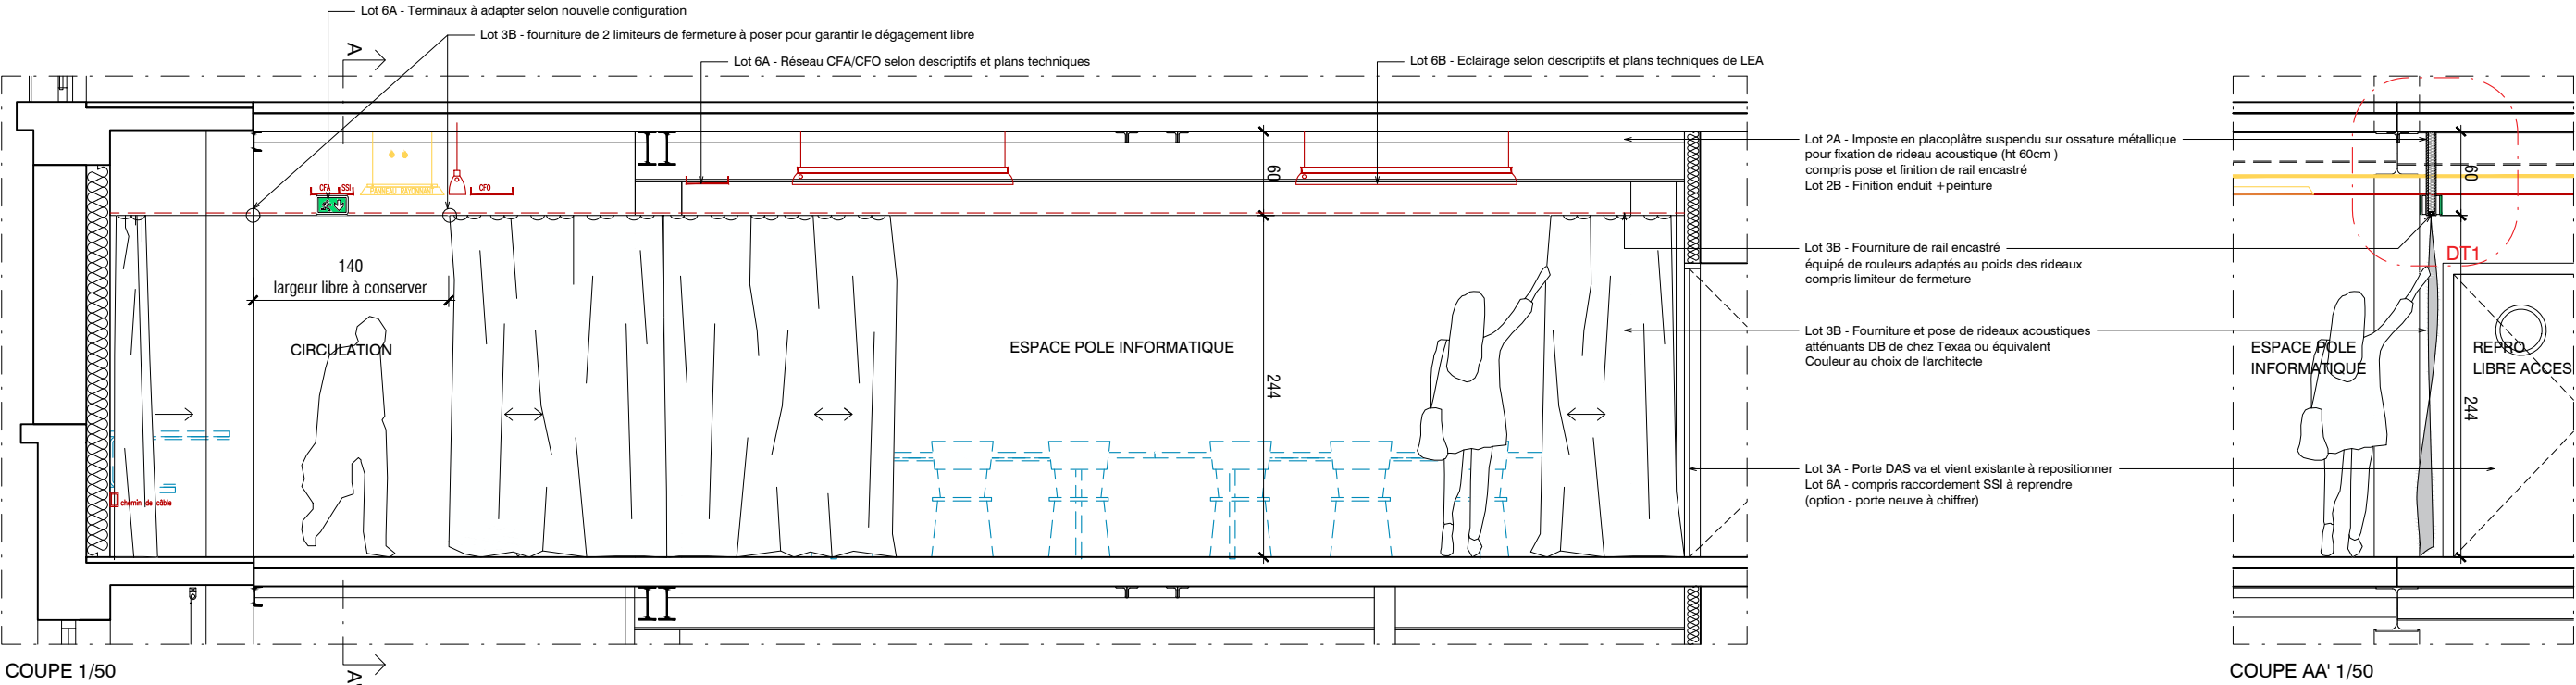 Lot 6A - Terminaux à adapter selon nouvelle configuration
Lot 3B - fourniture de 2 limiteurs de fermeture à poser pour garantir le dégagement libre
A
Lot 6A - Réseau CFA/CFO selon descriptifs et plans techniques
Lot 6B - Eclairage selon descriptifs et plans techniques de LEA
Lot 2A - Imposte en placoplâtre suspendu sur ossature métallique
pour fixation de rideau acoustique (ht 60cm )
compris pose et finition de rail encastré
Lot 2B - Finition enduit +peinture
60
60
CFA SSI
PANNEAU RAYONNANT
CFO
Lot 3B - Fourniture de rail encastré
équipé de rouleurs adaptés au poids des rideaux
compris limiteur de fermeture
DT1
140
largeur libre à conserver
CIRCULATION
ESPACE POLE INFORMATIQUE
244
Lot 3B - Fourniture et pose de rideaux acoustiques
atténuants DB de chez Texaa ou équivalent
Couleur au choix de l'architecte
ESPACE POLE
INFORMATIQUE
REPRO
LIBRE ACCES
244
Lot 3A - Porte DAS va et vient existante à repositionner
Lot 6A - compris raccordement SSI à reprendre
(option - porte neuve à chiffrer)
chemin de câble
COUPE 1/50
A'
COUPE AA' 1/50